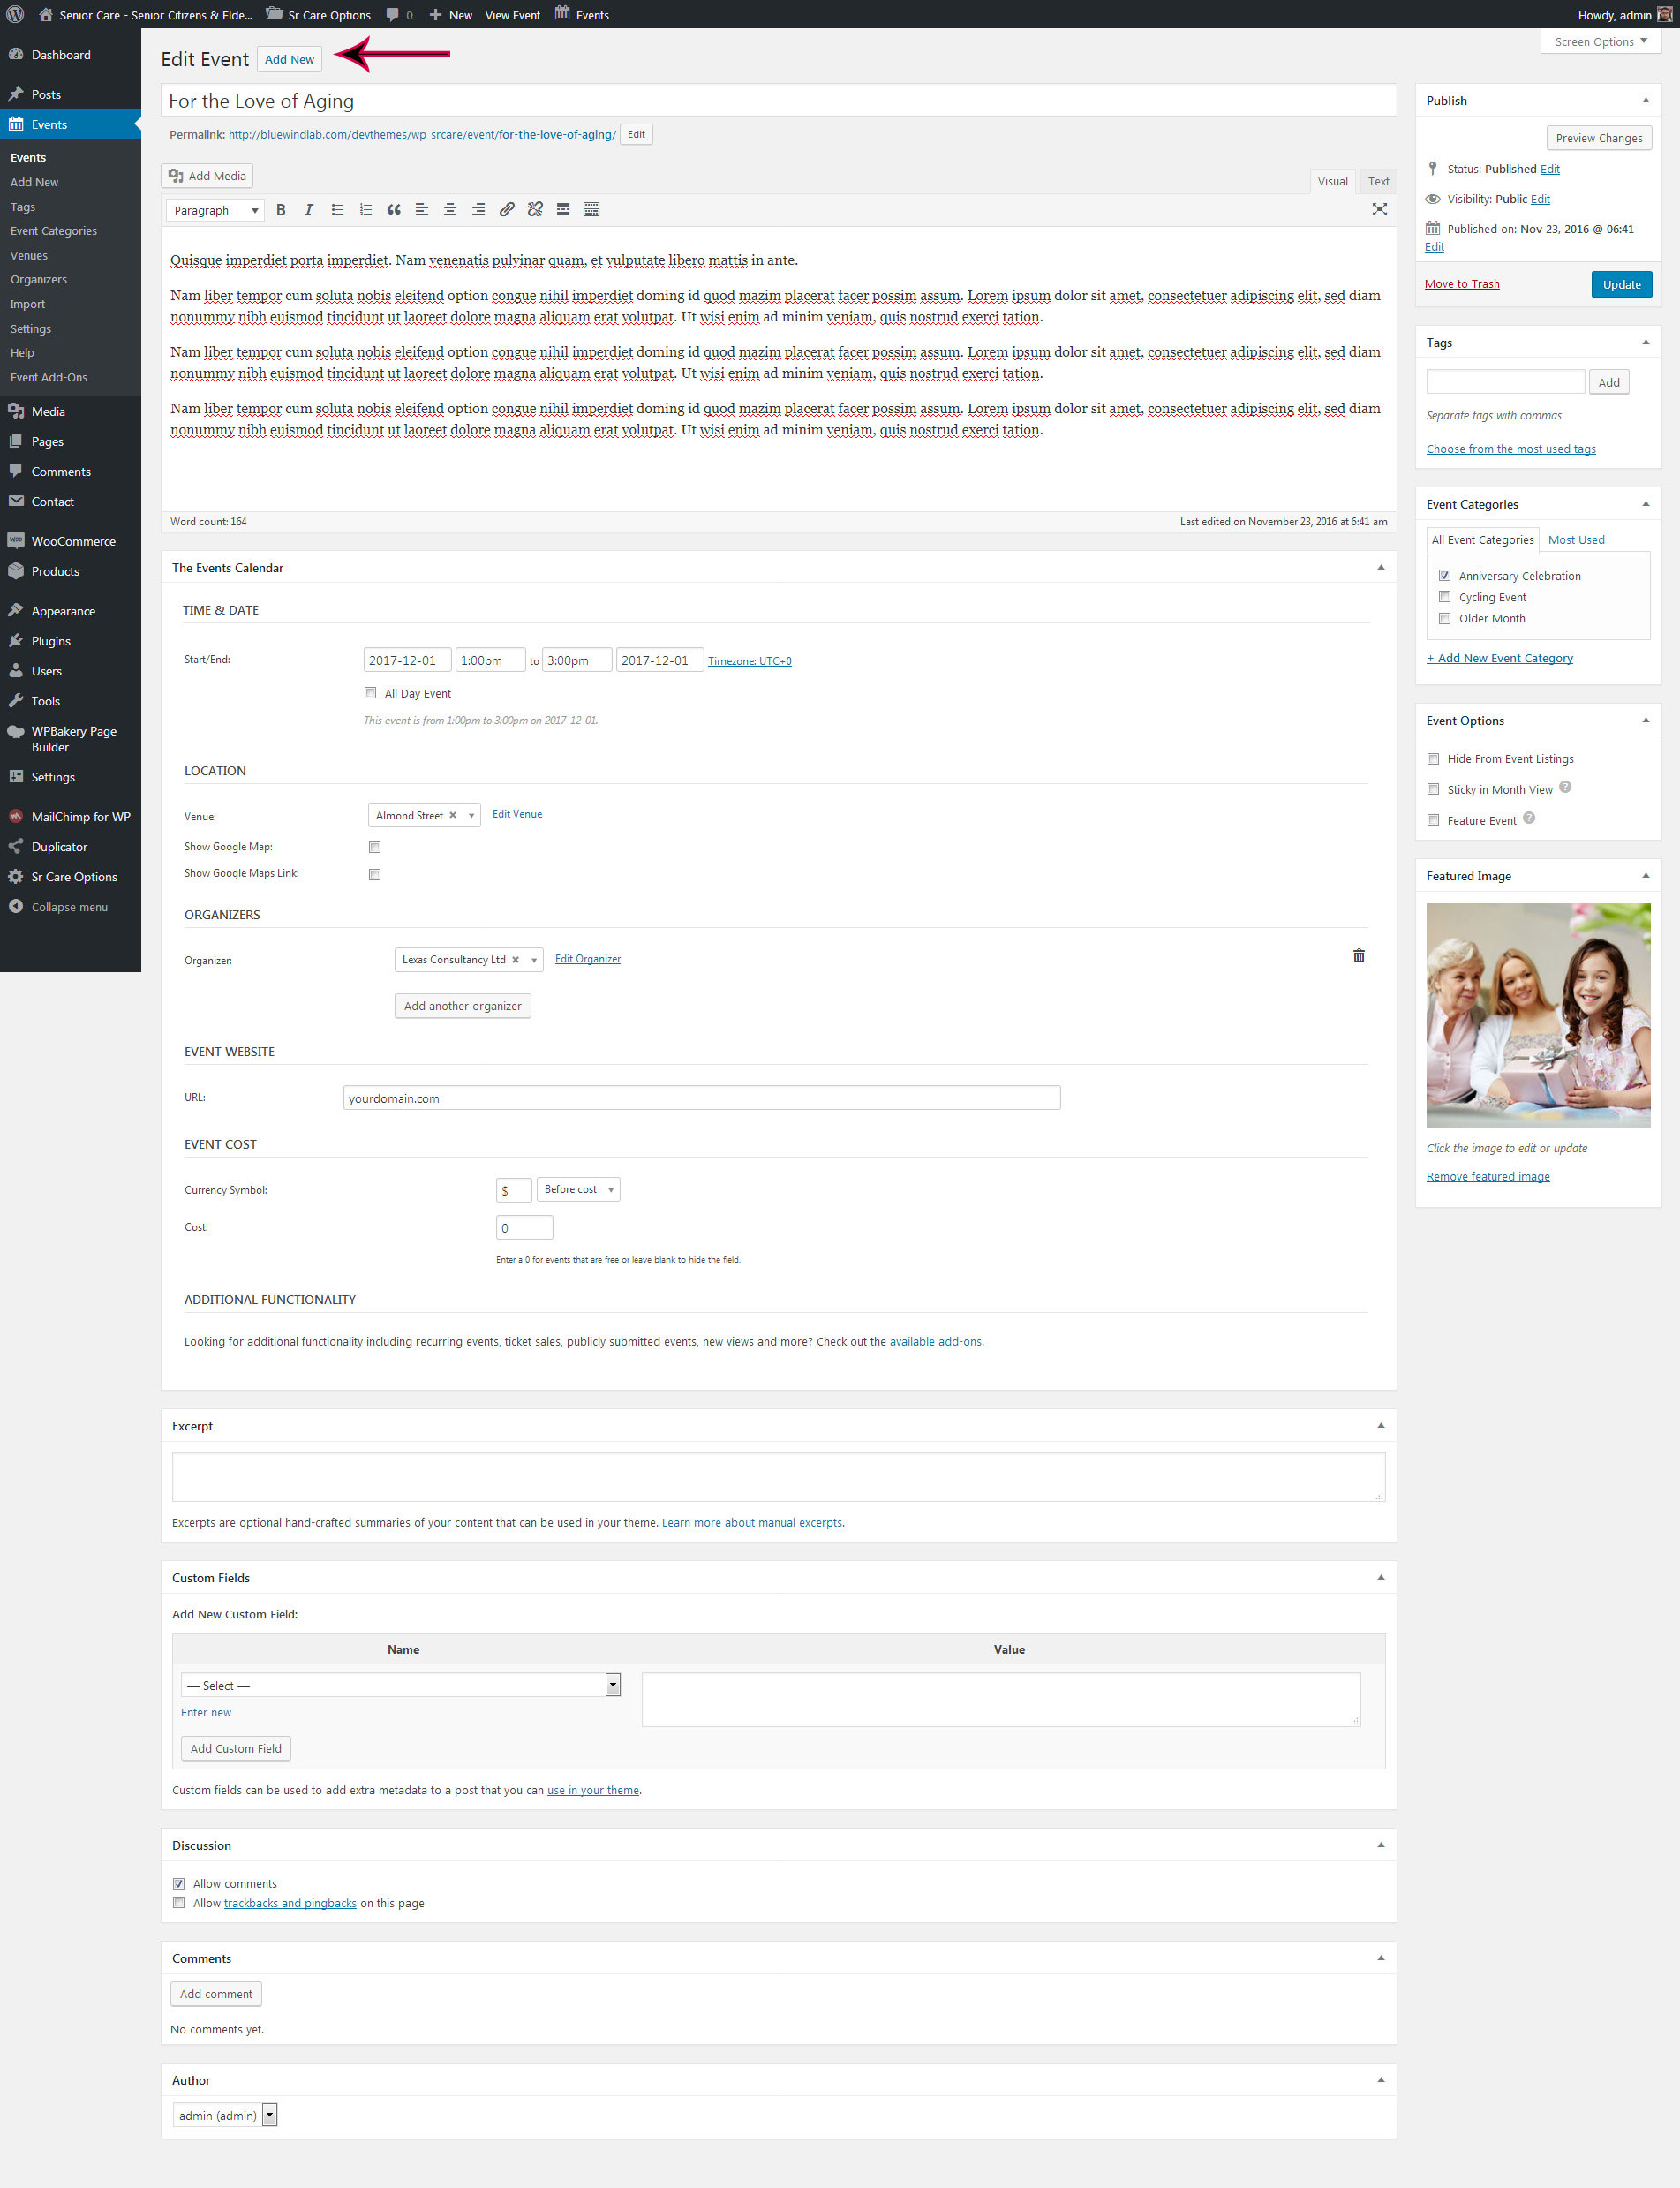 Senior Care - Senior Citizens & Elde...
Sr Care Options
0
New
View Event
Events
Howdy, admin
Screen Options
Dashboard
Posts
Events
Events
Add New
Tags
Event Categories
Venues
Organizers
Import
Settings
Help
Event Add-Ons
Media
Pages
Comments
Contact
WooCommerce
Products
Appearance
Plugins
Users
Tools
WPBakery Page
Builder
Settings
MailChimp for WP
Duplicator
Sr Care Options
Collapse menu
Edit Event
Add New
For the Love of Aging
Permalink: http://bluewindlab.com/devthemes/wp_srcare/event/for-the-love-of-aging/ Edit
Add Media
Visual
Text
Paragraph
Quisque imperdiet porta imperdiet. Nam venenatis pulvinar quam, et vulputate libero mattis in ante.
Nam liber tempor cum soluta nobis eleifend option congue nihil imperdiet doming id quod mazim placerat facer possim assum. Lorem ipsum dolor sit amet, consectetuer adipiscing elit, sed diam
nonummy nibh euismod tincidunt ut laoreet dolore magna aliquam erat volutpat. Ut wisi enim ad minim veniam, quis nostrud exerci tation.
Nam liber tempor cum soluta nobis eleifend option congue nihil imperdiet doming id quod mazim placerat facer possim assum. Lorem ipsum dolor sit amet, consectetuer adipiscing elit, sed diam
nonummy nibh euismod tincidunt ut laoreet dolore magna aliquam erat volutpat. Ut wisi enim ad minim veniam, quis nostrud exerci tation.
Nam liber tempor cum soluta nobis eleifend option congue nihil imperdiet doming id quod mazim placerat facer possim assum. Lorem ipsum dolor sit amet, consectetuer adipiscing elit, sed diam
nonummy nibh euismod tincidunt ut laoreet dolore magna aliquam erat volutpat. Ut wisi enim ad minim veniam, quis nostrud exerci tation.
Word count: 164
Last edited on November 23, 2016 at 6:41 am
The Events Calendar
TIME & DATE
Start/End:
2017-12-01 1:00pm to 3:00pm 2017-12-01 Timezone: UTC+0
All Day Event
This event is from 1:00pm to 3:00pm on 2017-12-01.
LOCATION
Venue:
Almond Street
Edit Venue
Show Google Map:
Show Google Maps Link:
ORGANIZERS
Organizer:
Lexas Consultancy Ltd
Edit Organizer
Add another organizer
EVENT WEBSITE
URL:
yourdomain.com
EVENT COST
Currency Symbol:
$
Before cost
Cost:
0
Enter a 0 for events that are free or leave blank to hide the field.
ADDITIONAL FUNCTIONALITY
Looking for additional functionality including recurring events, ticket sales, publicly submitted events, new views and more? Check out the available add-ons.
Excerpt
Excerpts are optional hand-crafted summaries of your content that can be used in your theme. Learn more about manual excerpts.
Custom Fields
Add New Custom Field:
Name
Value
— Select —
Enter new
Add Custom Field
Custom fields can be used to add extra metadata to a post that you can use in your theme.
Discussion
Allow comments
Allow trackbacks and pingbacks on this page
Comments
Add comment
No comments yet.
Author
admin (admin)
Publish
Preview Changes
Status: Published Edit
Visibility: Public Edit
Published on: Nov 23, 2016 @ 06:41
Edit
Move to Trash
Update
Tags
Add
Separate tags with commas
Choose from the most used tags
Event Categories
All Event Categories
Most Used
Anniversary Celebration
Cycling Event
Older Month
+ Add New Event Category
Event Options
Hide From Event Listings
Sticky in Month View
Feature Event
Featured Image
Click the image to edit or update
Remove featured image